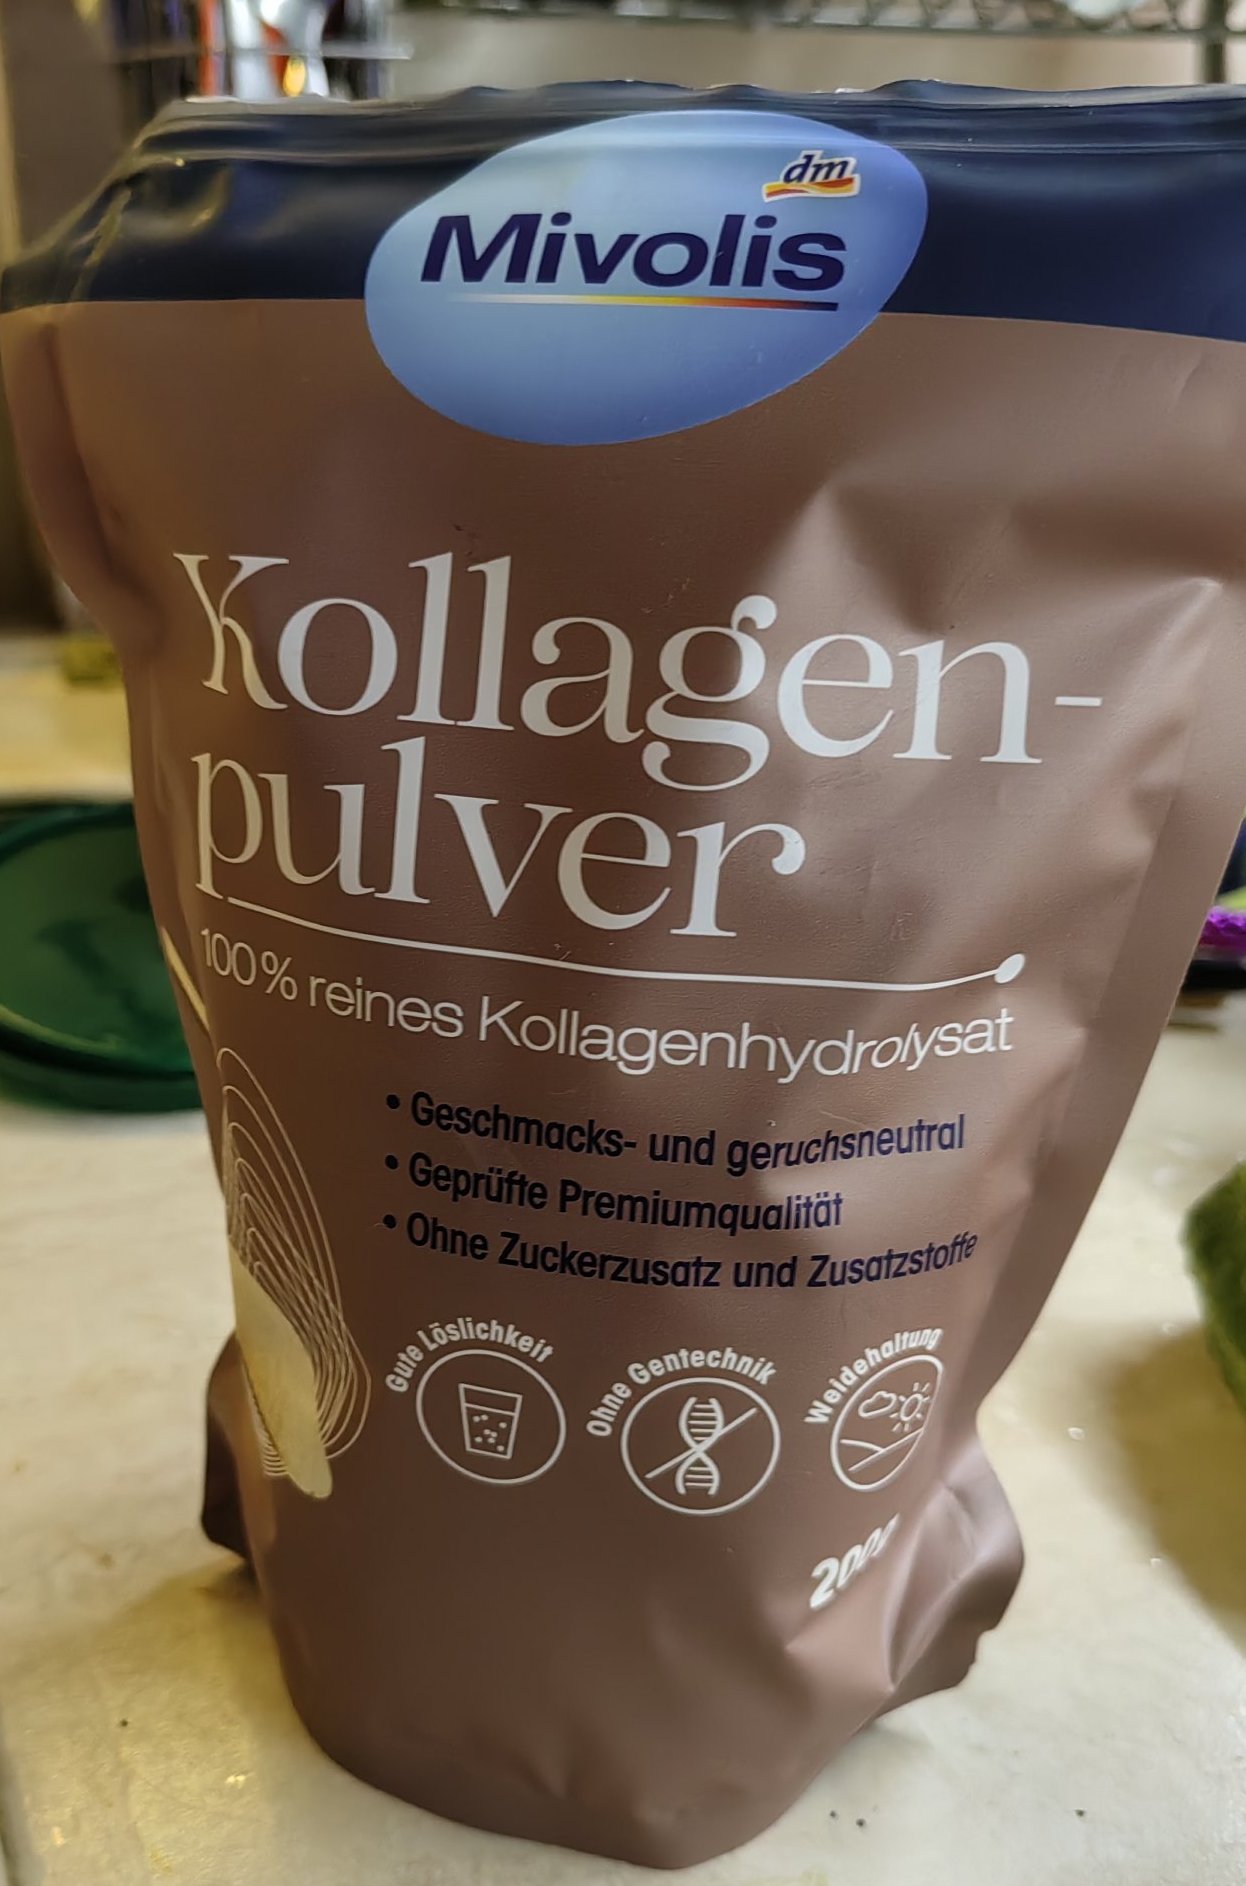 dm
Mivolis
Kollagen-
pulver
100% reines Kollagenhydrolysat
• Geschmacks- und geruchsneutral
• Geprüfte Premiumqualität
• Ohne Zuckerzusatz und Zusatzstoffe
Gute Löslichkeit
Ohne Gentechnik
Weidehaltung